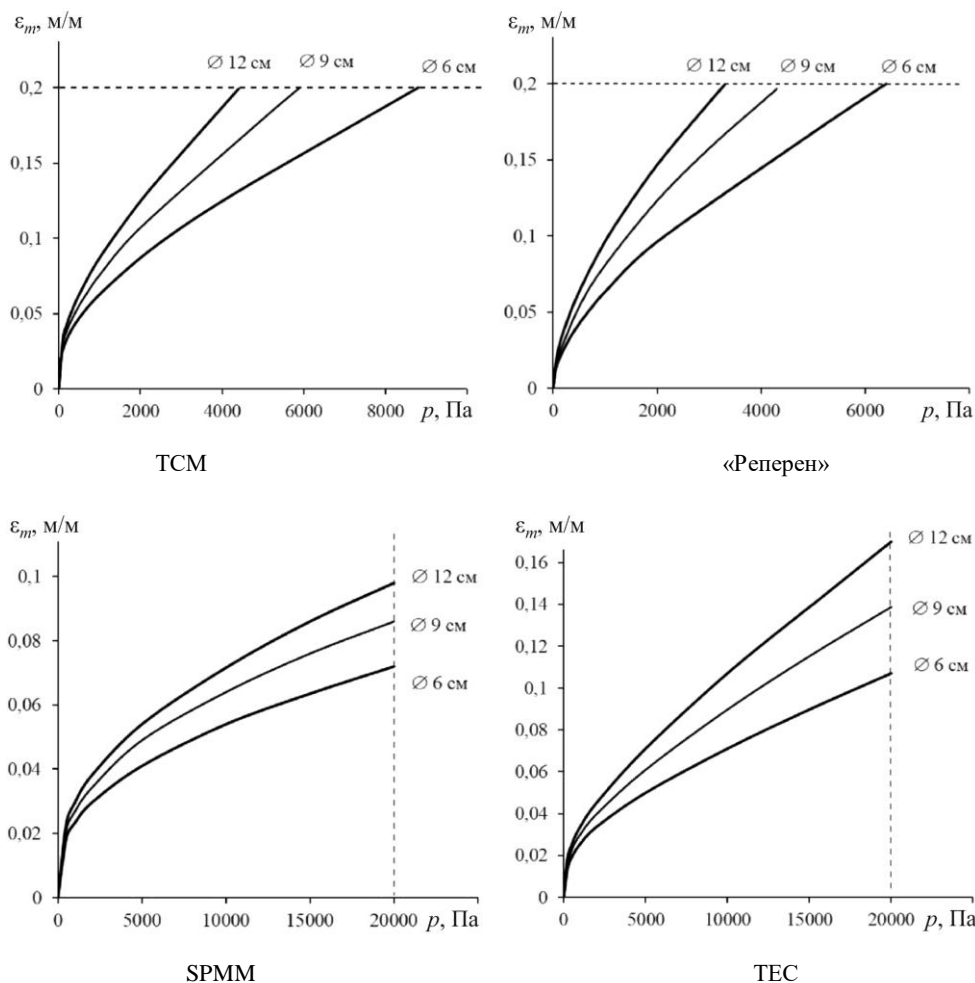 εm, м/м
∅ 12 см ∅ 9 см ∅ 6 см
0,2
0,15
0,1
0,05
0
0 2000 4000 6000 8000 p, Па
TCM
εm, м/м
∅ 12 см ∅ 9 см ∅ 6 см
0,2
0,15
0,1
0,05
0
0 2000 4000 6000 p, Па
«Реперен»
εm, м/м
0,1
0,08
0,06
0,04
0,02
0
∅ 12 см
∅ 9 см
∅ 6 см
0 5000 10000 15000 20000 p, Па
SPMM
εm, м/м
0,16
0,14
0,12
0,1
0,08
0,06
0,04
0,02
0
∅ 12 см
∅ 9 см
∅ 6 см
0 5000 10000 15000 20000 p, Па
TEC